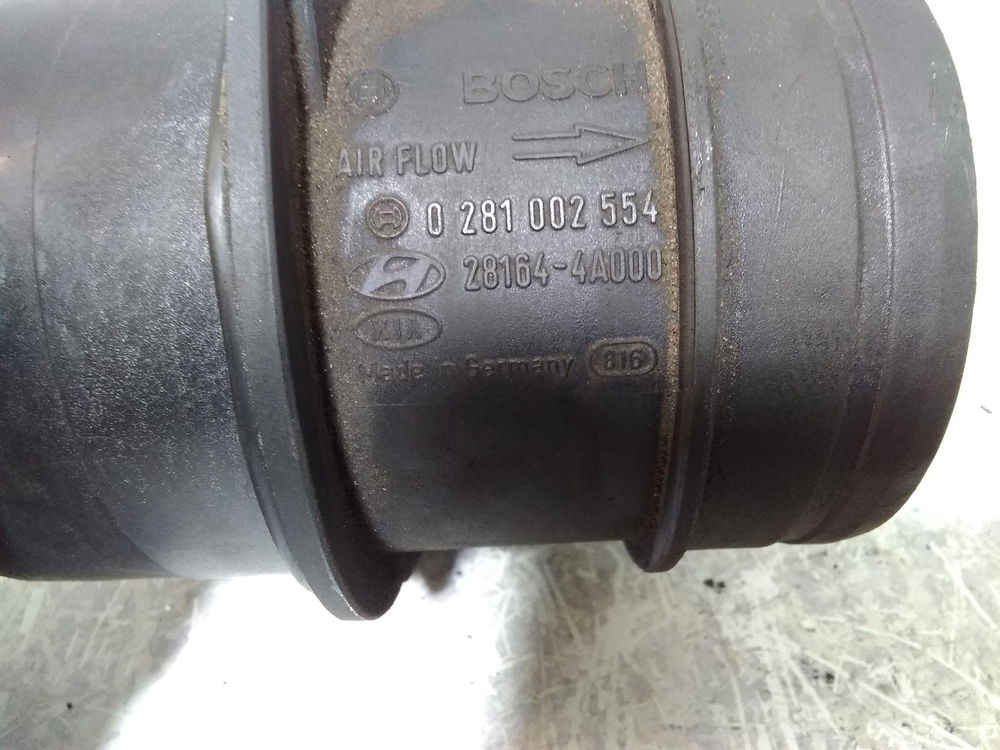 BOSCH
AIR FLOW
0 281 002 554
28164-4A000
KIA
Made in Germany 816